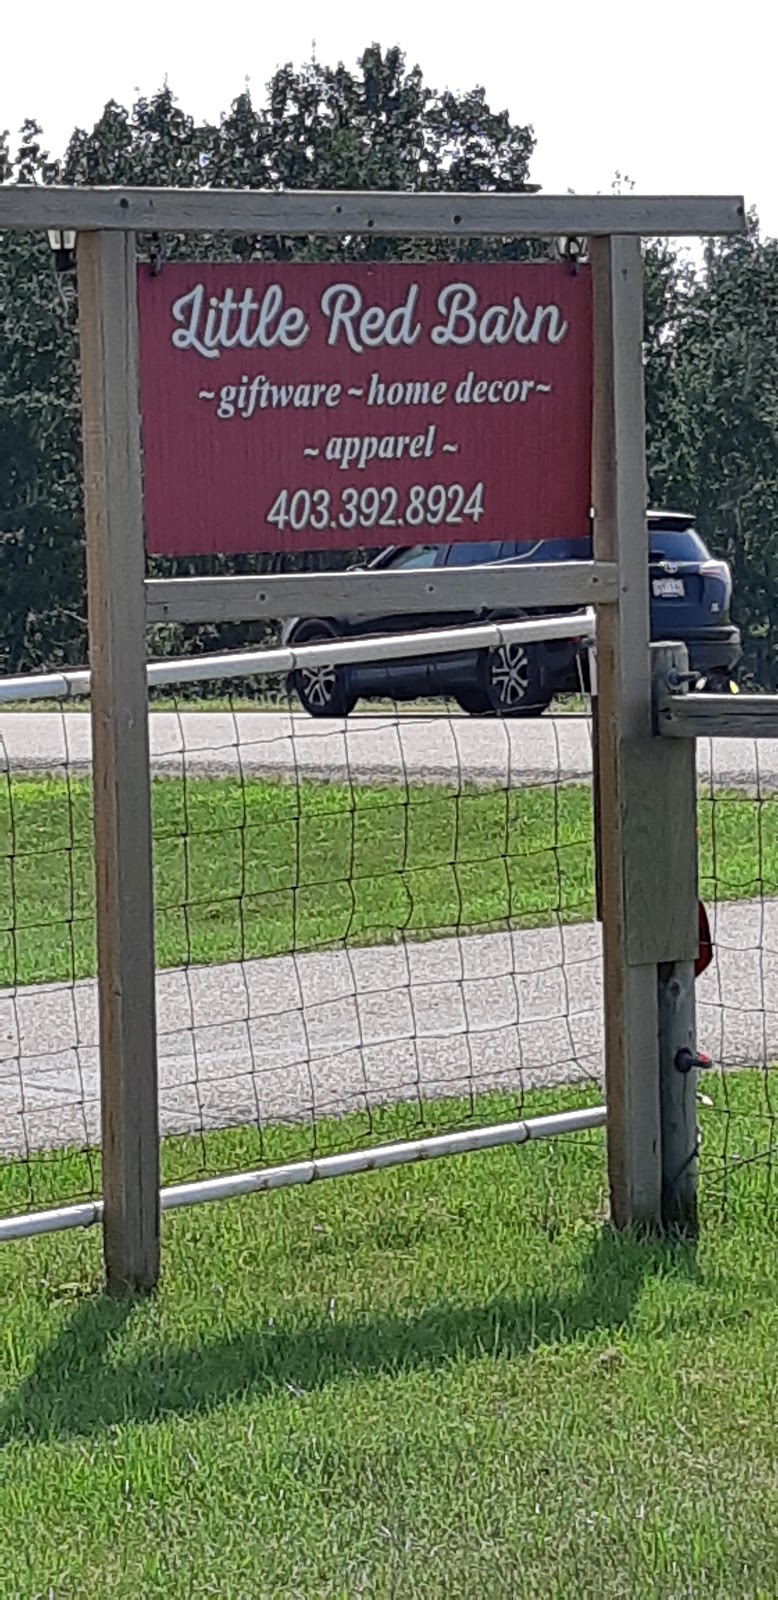 Little Red Barn
~giftware ~home decor~
~apparel~
403.392.8924